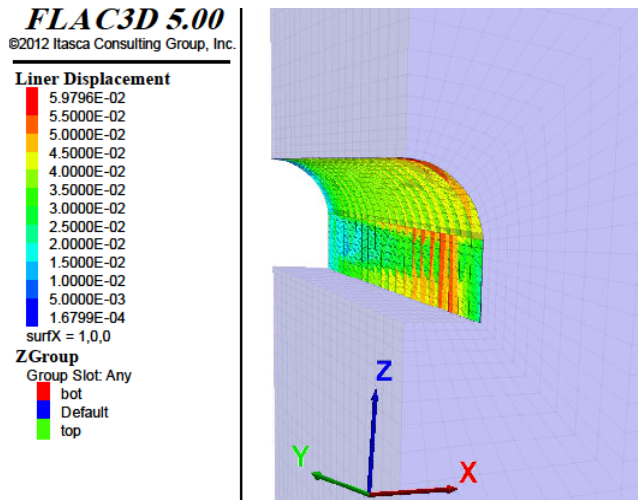 FLAC3D 5.00
©2012 Itasca Consulting Group, Inc.
Liner Displacement
5.9796E-02
5.5000E-02
5.0000E-02
4.5000E-02
4.0000E-02
3.5000E-02
3.0000E-02
2.5000E-02
2.0000E-02
1.5000E-02
1.0000E-02
5.0000E-03
1.6799E-04
surfX = 1,0,0
ZGroup
Group Slot: Any
bot
Default
top
Z
Y
X